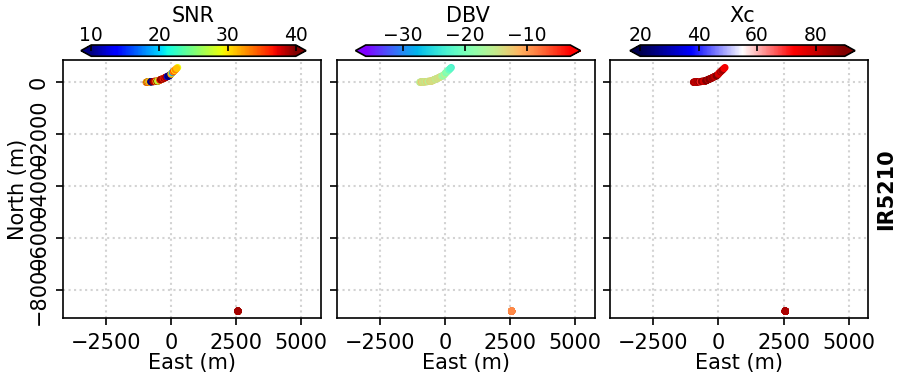 SNR DBV Xc
10 20 30 40 −30 −20 −10 20 40 60 80
North (m)
0
−2000
−4000
−6000
−8000
−2500 0 2500 5000 −2500 0 2500 5000 −2500 0 2500 5000
East (m) East (m) East (m)
IR5210